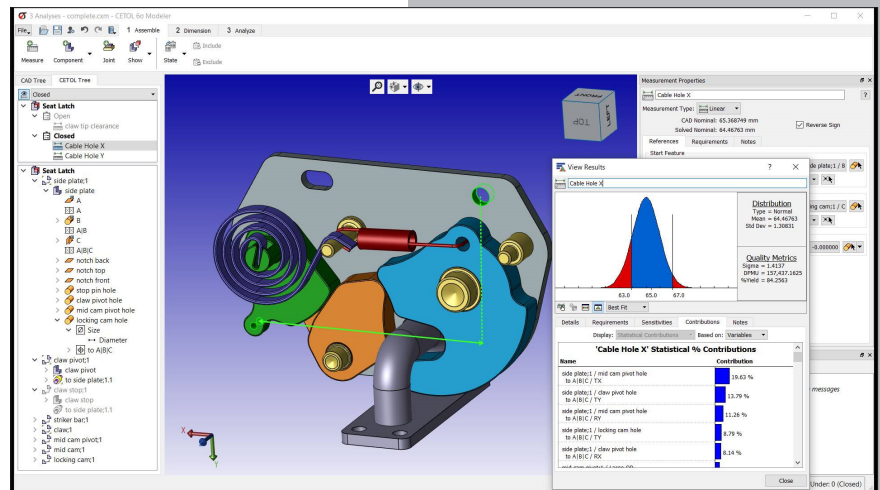 3 Analyses - complete.cxm - CETOL 6σ Modeler
File
1 Assemble 2 Dimension 3 Analyze
Measure Component Joint Show State
Include
Exclude
CAD Tree CETOL Tree
Closed
Seat Latch
Open
claw tip clearance
Closed
Cable Hole X
Cable Hole Y
Seat Latch
side plate;1
side plate
A
A
B
A|B
C
A|B|C
notch back
notch top
notch front
stop pin hole
claw pivot hole
mid cam pivot hole
locking cam hole
Size
Diameter
to A|B|C
claw pivot;1
claw pivot
to side plate;1.1
claw stop;1
claw stop
to side plate;1.1
striker bar;1
claw;1
mid cam pivot;1
mid cam;1
locking cam;1
FRONT
TOP
LEFT
X
Y
Measurement Properties
Cable Hole X
?
Measurement Type: Linear
CAD Nominal: 65.368749 mm
Solved Nominal: 64.46763 mm
Reverse Sign
References Requirements Notes
Start Feature
de plate;1 / B
ng cam;1 / C
-0.000000
View Results
?
Cable Hole X
Distribution
Type = Normal
Mean = 64.46763
Std Dev = 1.30831
Quality Metrics
Sigma = 1.4137
DPMU = 157,437.1625
%Yield = 84.2563
63.0 65.0 67.0
Best Fit
Details Requirements Sensitivities Contributions Notes
Display: Statistical Contributions Based on: Variables
'Cable Hole X' Statistical % Contributions
Name Contribution
side plate;1 / mid cam pivot hole
to A|B|C / TX
19.63 %
side plate;1 / claw pivot hole
to A|B|C / TY
13.79 %
side plate;1 / mid cam pivot hole
to A|B|C / RY
11.26 %
side plate;1 / locking cam hole
to A|B|C / TY
8.79 %
side plate;1 / claw pivot hole
to A|B|C / RX
8.14 %
Close
messages
Under: 0 (Closed)